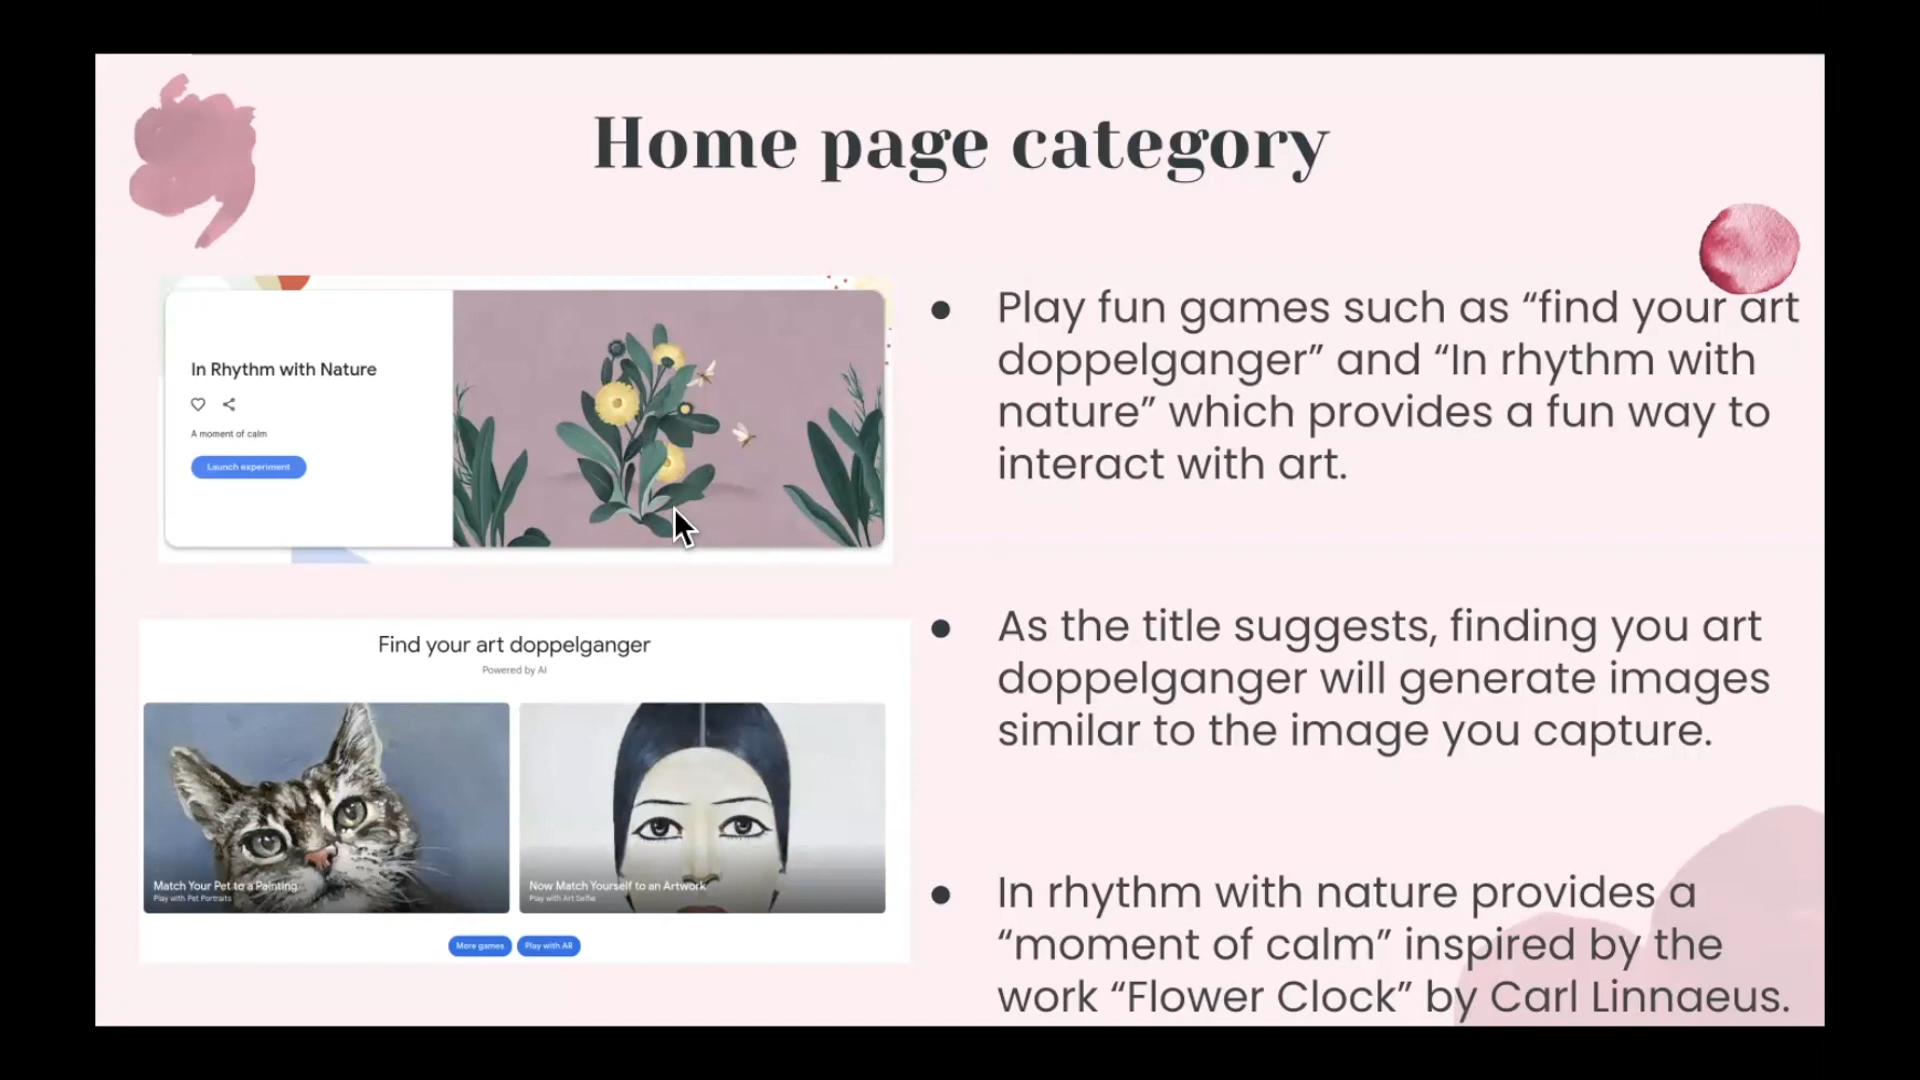 Home page category
In Rhythm with Nature
A moment of calm
Launch experiment
Find your art doppelganger
Powered by AI
Match Your Pet to a Painting
Play with Pet Portraits
Now Match Yourself to an Artwork
Play with Art Selfie
More games
Play with AR
• Play fun games such as “find your art
doppelganger” and “In rhythm with
nature” which provides a fun way to
interact with art.
• As the title suggests, finding you art
doppelganger will generate images
similar to the image you capture.
• In rhythm with nature provides a
“moment of calm” inspired by the
work “Flower Clock” by Carl Linnaeus.